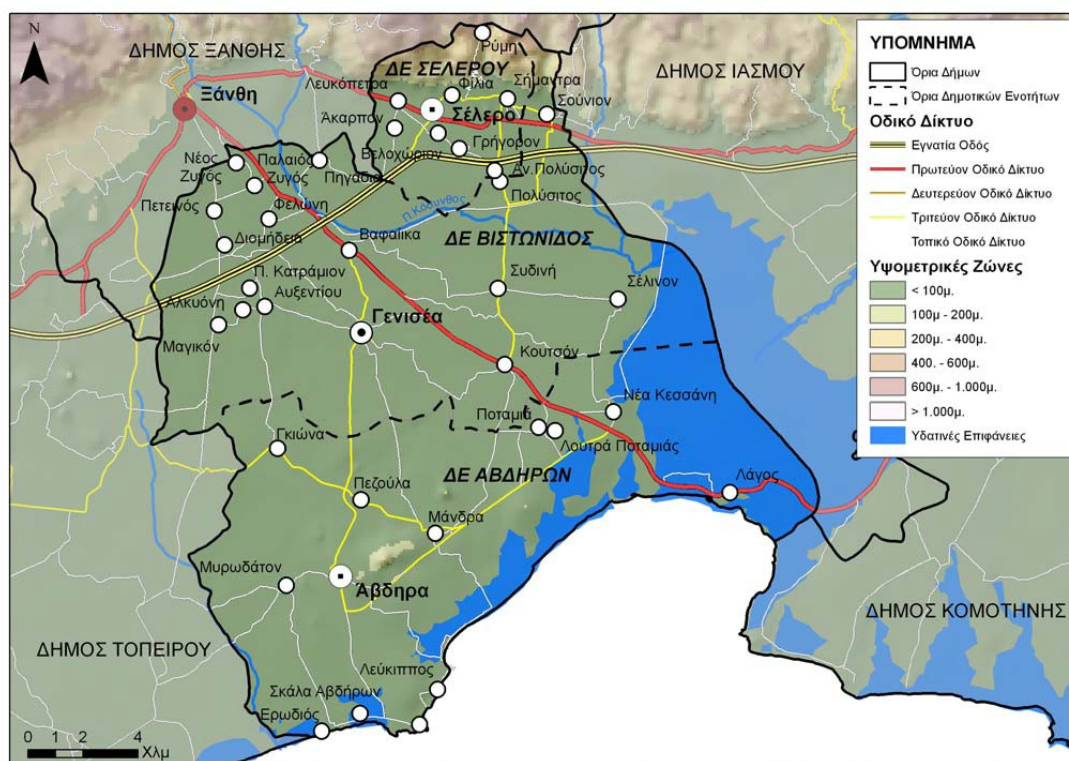 N
ΔΗΜΟΣ ΞΑΝΘΗΣ
Ρύμη
ΔΕ ΣΕΛΕΡΟΥ
ΔΗΜΟΣ ΙΑΣΜΟΥ
Λευκόπετρα
Φίλια
Σήμαντρα
Ξάνθη
Σέλερο
Σούνιον
Άκαρπον
Γρήγορον
Βελοχώριον
Νέος
Ζυγός
Παλαιός
Ζυγός
Πηγάδια
Αν.Πολύσιτος
Πολύσιτος
Πετεινός
Φελώνη
Π.Κόσυνθος
Διομήδεια
Βαφαίικα
ΔΕ ΒΙΣΤΩΝΙΔΟΣ
Π. Κατράμιον
Συδινή
Σέλινον
Αυξεντίου
Αλκυόνη
Γενισέα
Μαγικόν
Κουτσόν
Νέα Κεσσάνη
Ποταμιά
Γκιώνα
Λουτρά Ποταμιάς
ΔΕ ΑΒΔΗΡΩΝ
Πεζούλα
Λάγος
Μάνδρα
Μυρωδάτον
Άβδηρα
ΔΗΜΟΣ ΚΟΜΟΤΗΝΗΣ
ΔΗΜΟΣ ΤΟΠΕΙΡΟΥ
Λεύκιππος
Σκάλα Αβδήρων
Ερωδιός
0 1 2 4
Χλμ
ΥΠΟΜΝΗΜΑ
Όρια Δήμων
Όρια Δημοτικών Ενοτήτων
Οδικό Δίκτυο
Εγνατία Οδός
Πρωτεύον Οδικό Δίκτυο
Δευτερεύον Οδικό Δίκτυο
Τριτεύον Οδικό Δίκτυο
Τοπικό Οδικό Δίκτυο
Υψομετρικές Ζώνες
< 100μ.
100μ - 200μ.
200μ. - 400μ.
400. - 600μ.
600μ. - 1.000μ.
> 1.000μ.
Υδατινές Επιφάνειες